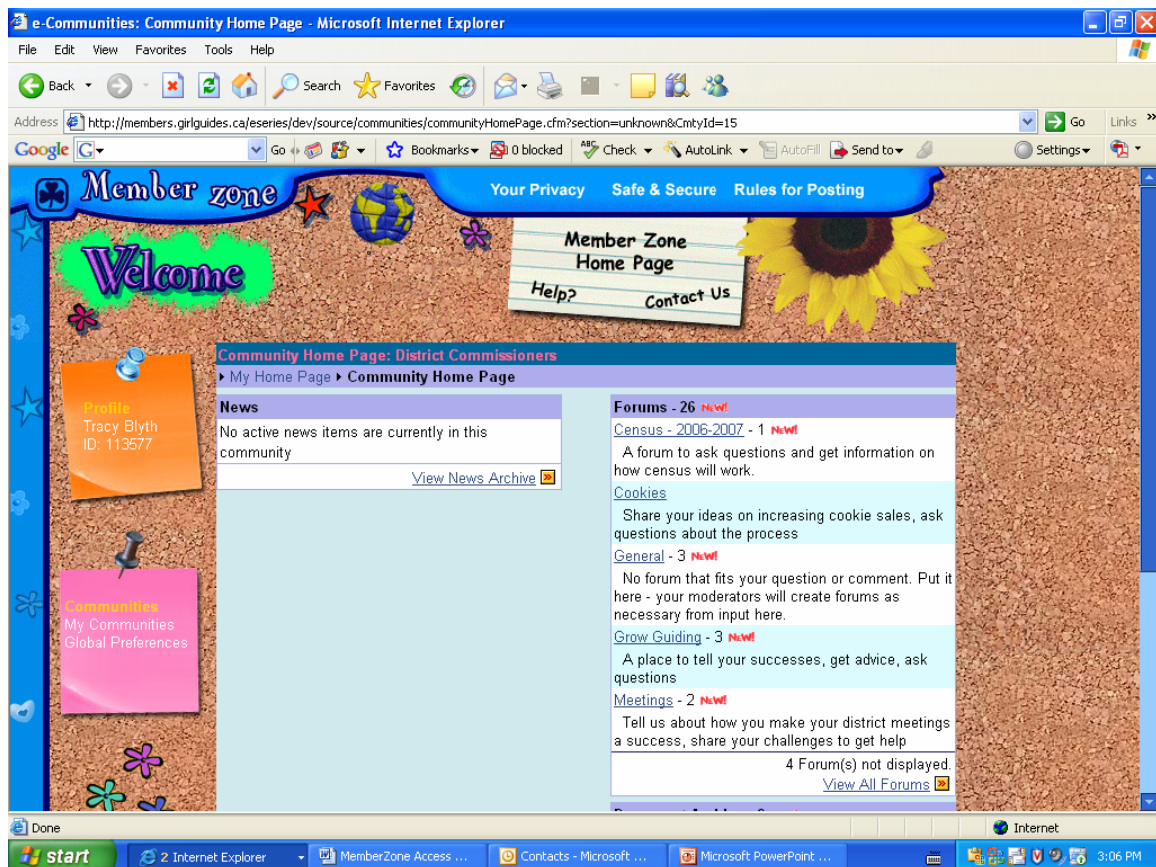 e-Communities: Community Home Page - Microsoft Internet Explorer
File Edit View Favorites Tools Help
Back Search Favorites
Address http://members.girlguides.ca/eseries/dev/source/communities/communityHomePage.cfm?section=unknown&CmtyId=15 Go Links »
Google G Go Bookmarks 0 blocked ABC Check AutoLink AutoFill Send to Settings
Member zone
Your Privacy Safe & Secure Rules for Posting
Welcome
Member Zone
Home Page
Help? Contact Us
Community Home Page: District Commissioners
My Home Page Community Home Page
Profile
Tracy Blyth
ID: 113577
Communities
My Communities
Global Preferences
News
No active news items are currently in this
community
View News Archive
Forums - 26 NEW!
Census - 2006-2007 - 1 NEW!
A forum to ask questions and get information on
how census will work.
Cookies
Share your ideas on increasing cookie sales, ask
questions about the process
General - 3 NEW!
No forum that fits your question or comment. Put it
here - your moderators will create forums as
necessary from input here.
Grow Guiding - 3 NEW!
A place to tell your successes, get advice, ask
questions
Meetings - 2 NEW!
Tell us about how you make your district meetings
a success, share your challenges to get help
4 Forum(s) not displayed.
View All Forums
Done Internet
start 2 Internet Explorer MemberZone Access ... Contacts - Microsoft ... Microsoft PowerPoint ... 3:06 PM